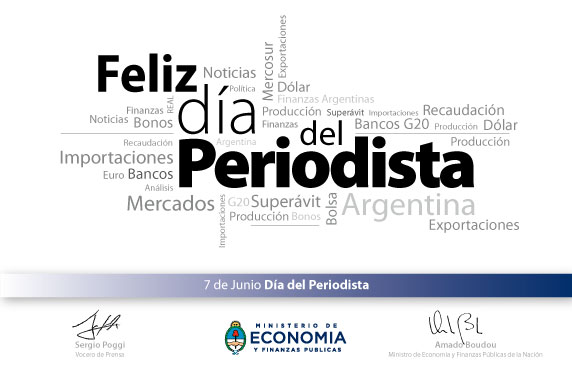 Feliz
Noticias
Política
Mercosur
Exportaciones
Dólar
Finanzas Argentinas
Finanzas
REAL
día
Producción Superávit Importaciones Recaudación
Noticias Bonos
Finanzas
del
Bancos G20 Producción Dólar
Recaudación
Argentina
Producción
Importaciones
Periodista
Euro Bancos
Análisis
Mercados
Importaciones
G20 Superávit
Bolsa
Argentina
Producción Bonos
Exportaciones
7 de Junio Día del Periodista
Sergio Poggi
Vocero de Prensa
MINISTERIO DE
ECONOMIA
Y FINANZAS PUBLICAS
Amado Boudou
Ministro de Economía y Finanzas Públicas de la Nación